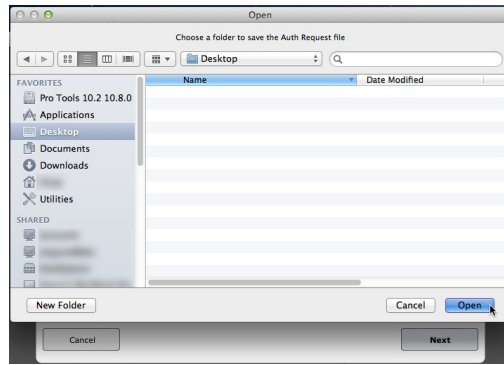 Open
Choose a folder to save the Auth Request file
Desktop
Name Date Modified
FAVORITES
Pro Tools 10.2 10.8.0
Applications
Desktop
Documents
Downloads
Utilities
SHARED
New Folder Cancel Open
Cancel Next